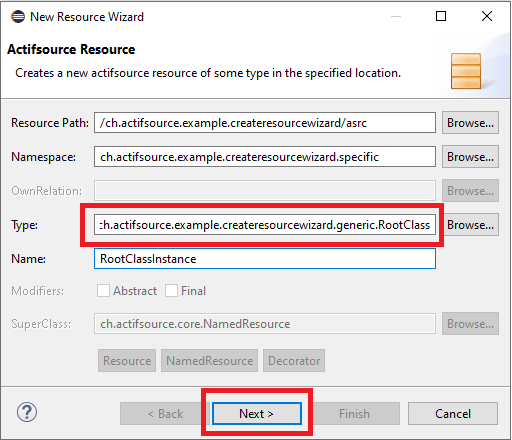 New Resource Wizard
Actifsource Resource
Creates a new actifsource resource of some type in the specified location.
Resource Path: /ch.actifsource.example.createresourcewizard/asrc Browse...
Namespace: ch.actifsource.example.createresourcewizard.specific Browse...
OwnRelation: Browse...
Type: ch.actifsource.example.createresourcewizard.generic.RootClass Browse...
Name: RootClassInstance
Modifiers: Abstract Final
SuperClass: ch.actifsource.core.NamedResource Browse...
Resource NamedResource Decorator
? < Back Next > Finish Cancel